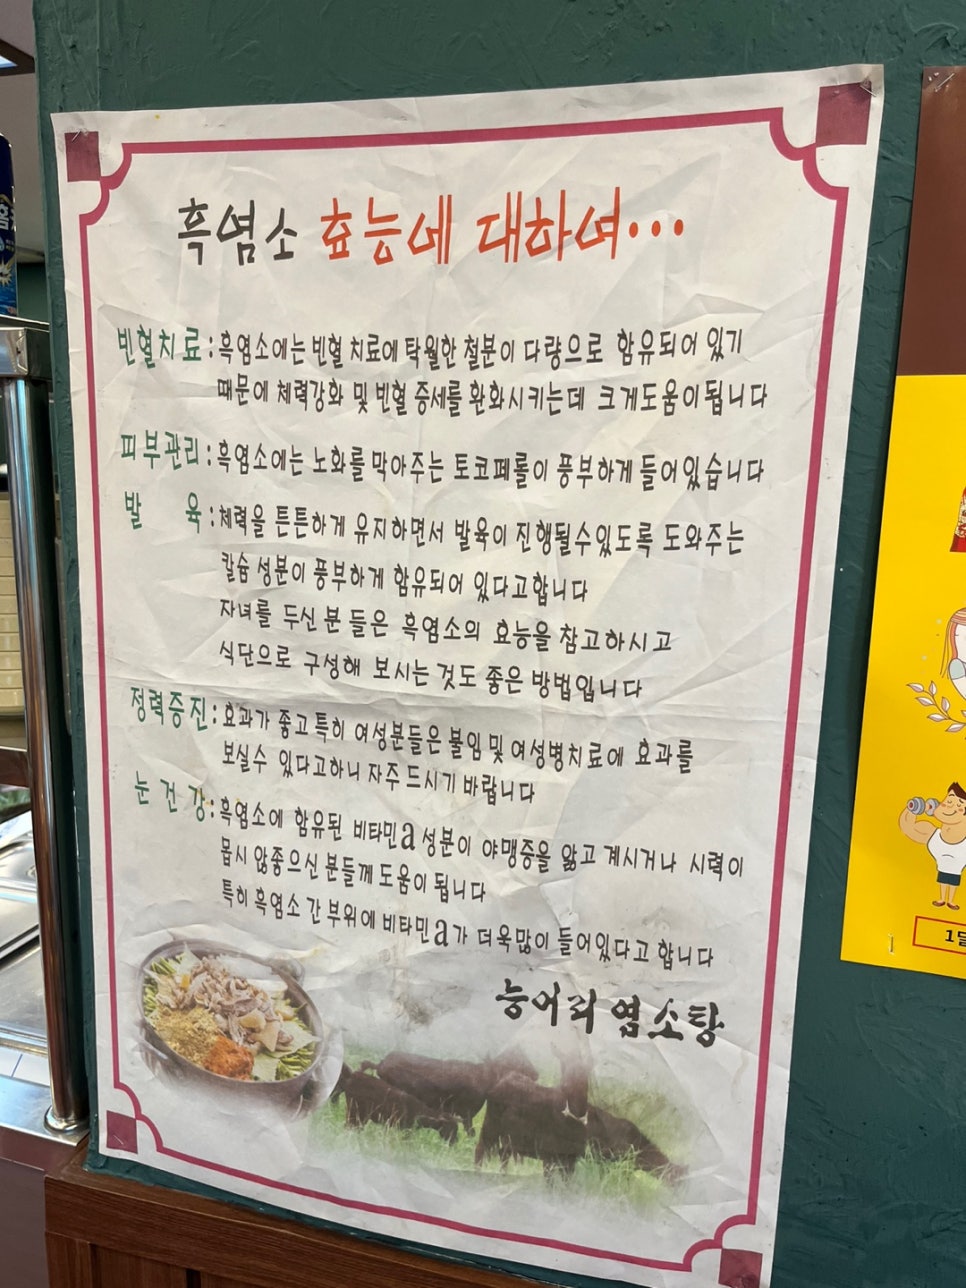 흑염소 효능에 대하여...
빈혈치료 : 흑염소에는 빈혈 치료에 탁월한 철분이 다량으로 함유되어 있기
때문에 체력강화 및 빈혈 증세를 완화시키는데 크게도움이됩니다
피부관리 : 흑염소에는 노화를 막아주는 토코페롤이 풍부하게 들어있습니다
발 육 : 체력을 튼튼하게 유지하면서 발육이 진행될수있도록 도와주는
칼슘 성분이 풍부하게 함유되어 있다고합니다
자녀를 두신 분 들은 흑염소의 효능을 참고하시고
식단으로 구성해 보시는 것도 좋은 방법입니다
정력증진 : 효과가 좋고 특히 여성분들은 불임 및 여성병치료에 효과를
보실수 있다고하니 자주 드시기 바랍니다
눈 건 강 : 흑염소에 함유된 비타민a 성분이 야맹증을 앓고 계시거나 시력이
몹시 않좋으신 분들께 도움이 됩니다
특히 흑염소 간 부위에 비타민a가 더욱많이 들어있다고 합니다
능어리 염소탕